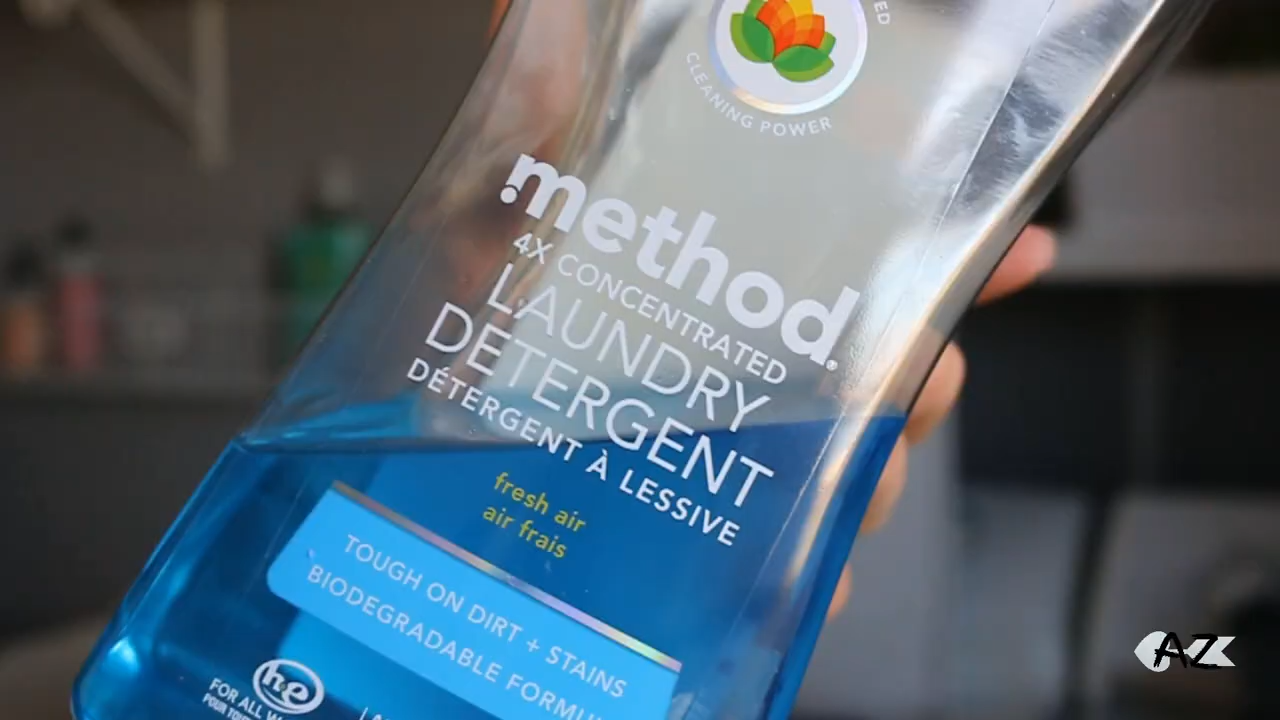 CLEANING POWER
method
4X CONCENTRATED
LAUNDRY
DETERGENT
DÉTERGENT À LESSIVE
fresh air
air frais
TOUGH ON DIRT + STAINS
BIODEGRADABLE
he
FOR ALL
AZ